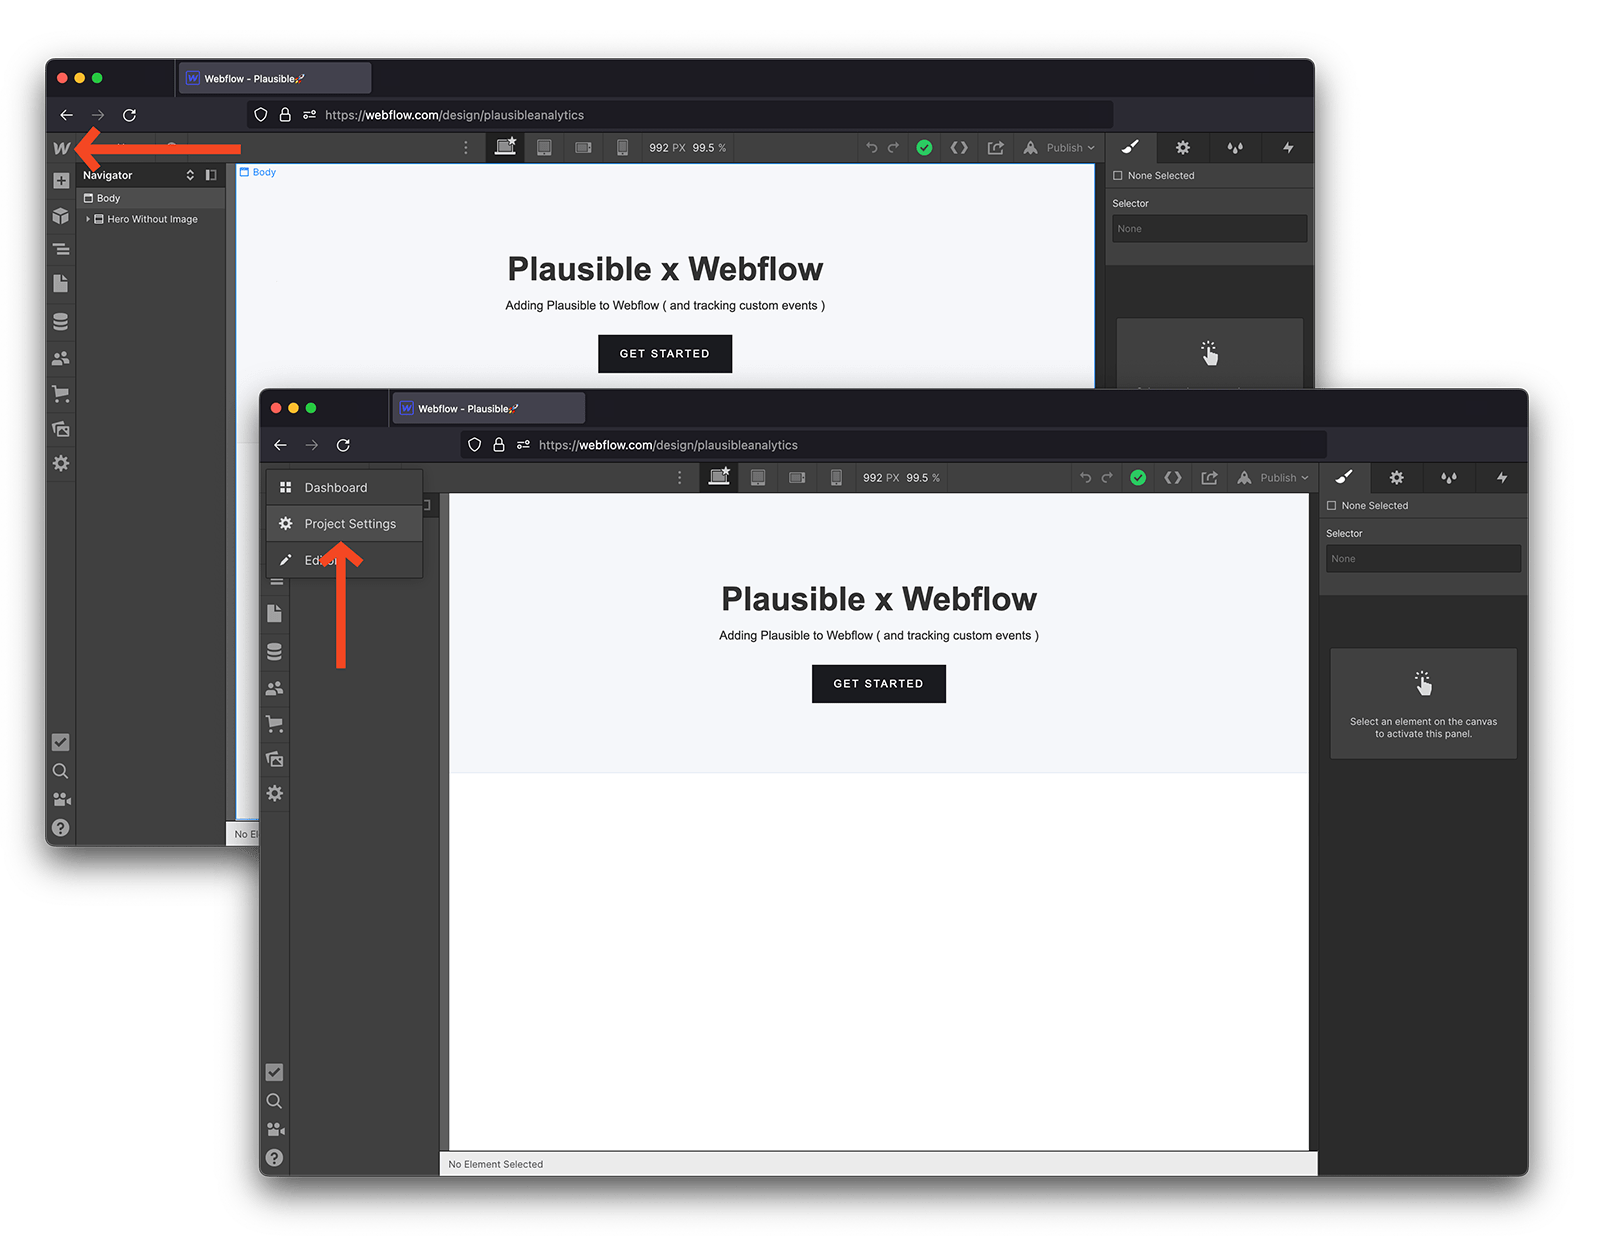 Webflow - Plausible🚀
https://webflow.com/design/plausibleanalytics
992 PX 99.5 %
Publish
Navigator
Body
None Selected
Body
Hero Without Image
Selector
None
Plausible x Webflow
Adding Plausible to Webflow ( and tracking custom events )
GET STARTED
No El
Webflow - Plausible🚀
https://webflow.com/design/plausibleanalytics
992 PX 99.5 %
Publish
Dashboard
Project Settings
None Selected
Selector
None
Plausible x Webflow
Adding Plausible to Webflow ( and tracking custom events )
GET STARTED
Select an element on the canvas
to activate this panel.
No Element Selected